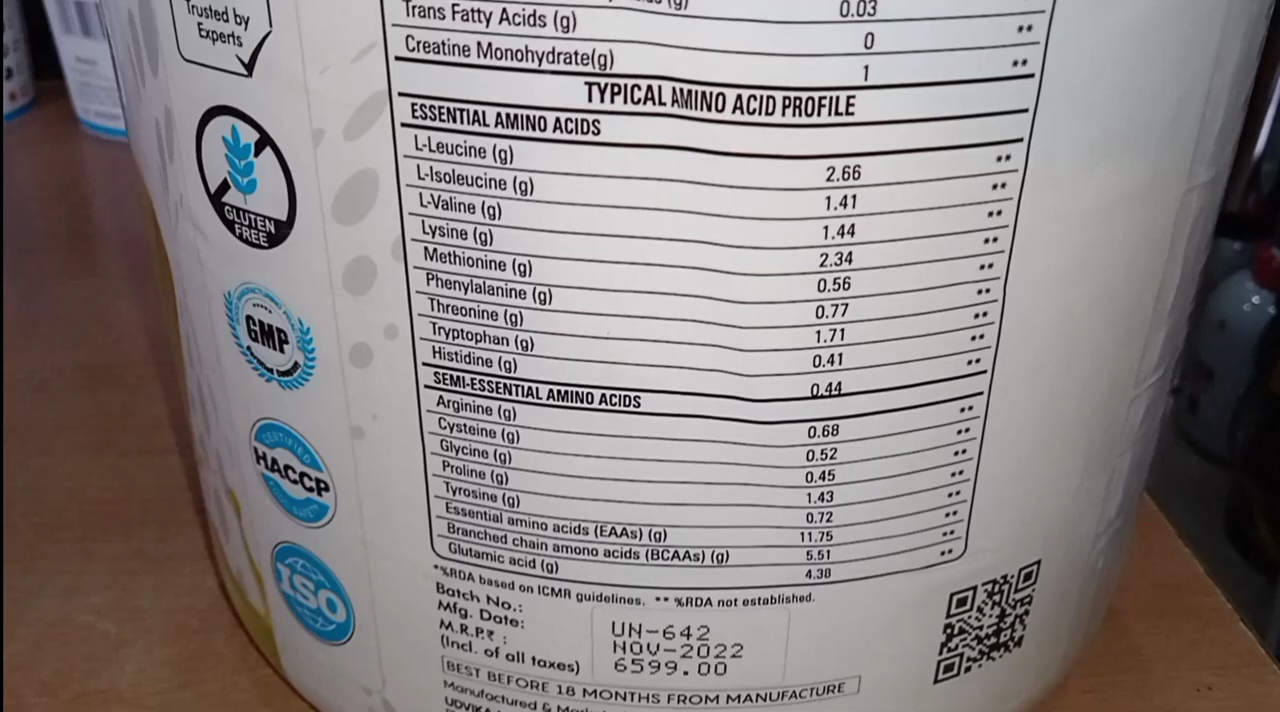 Trusted by
Experts
(g)
0.03
Trans Fatty Acids (g) 0 **
Creatine Monohydrate(g) 1 **
TYPICAL AMINO ACID PROFILE
ESSENTIAL AMINO ACIDS
L-Leucine (g) 2.66 **
L-Isoleucine (g) 1.41 **
L-Valine (g) 1.44 **
Lysine (g) 2.34 **
Methionine (g) 0.56 **
Phenylalanine (g) 0.77 **
Threonine (g) 1.71 **
Tryptophan (g) 0.41 **
Histidine (g) 0.44 **
SEMI-ESSENTIAL AMINO ACIDS
Arginine (g) 0.68 **
Cysteine (g) 0.52 **
Glycine (g) 0.45 **
Proline (g) 1.43 **
Tyrosine (g) 0.72 **
Essential amino acids (EAAs) (g) 11.75 **
Branched chain amono acids (BCAAs) (g) 5.51 **
Glutamic acid (g) 4.38 **
*%RDA based on ICMR guidelines. ** %RDA not established.
Batch No.: UN-642
Mfg. Date: NOV-2022
M.R.P.₹ : 6599.00
(Incl. of all taxes)
BEST BEFORE 18 MONTHS FROM MANUFACTURE
Manufactured &
GLUTEN
FREE
GMP
CERTIFIED
HACCP
FOOD SAFETY
ISO